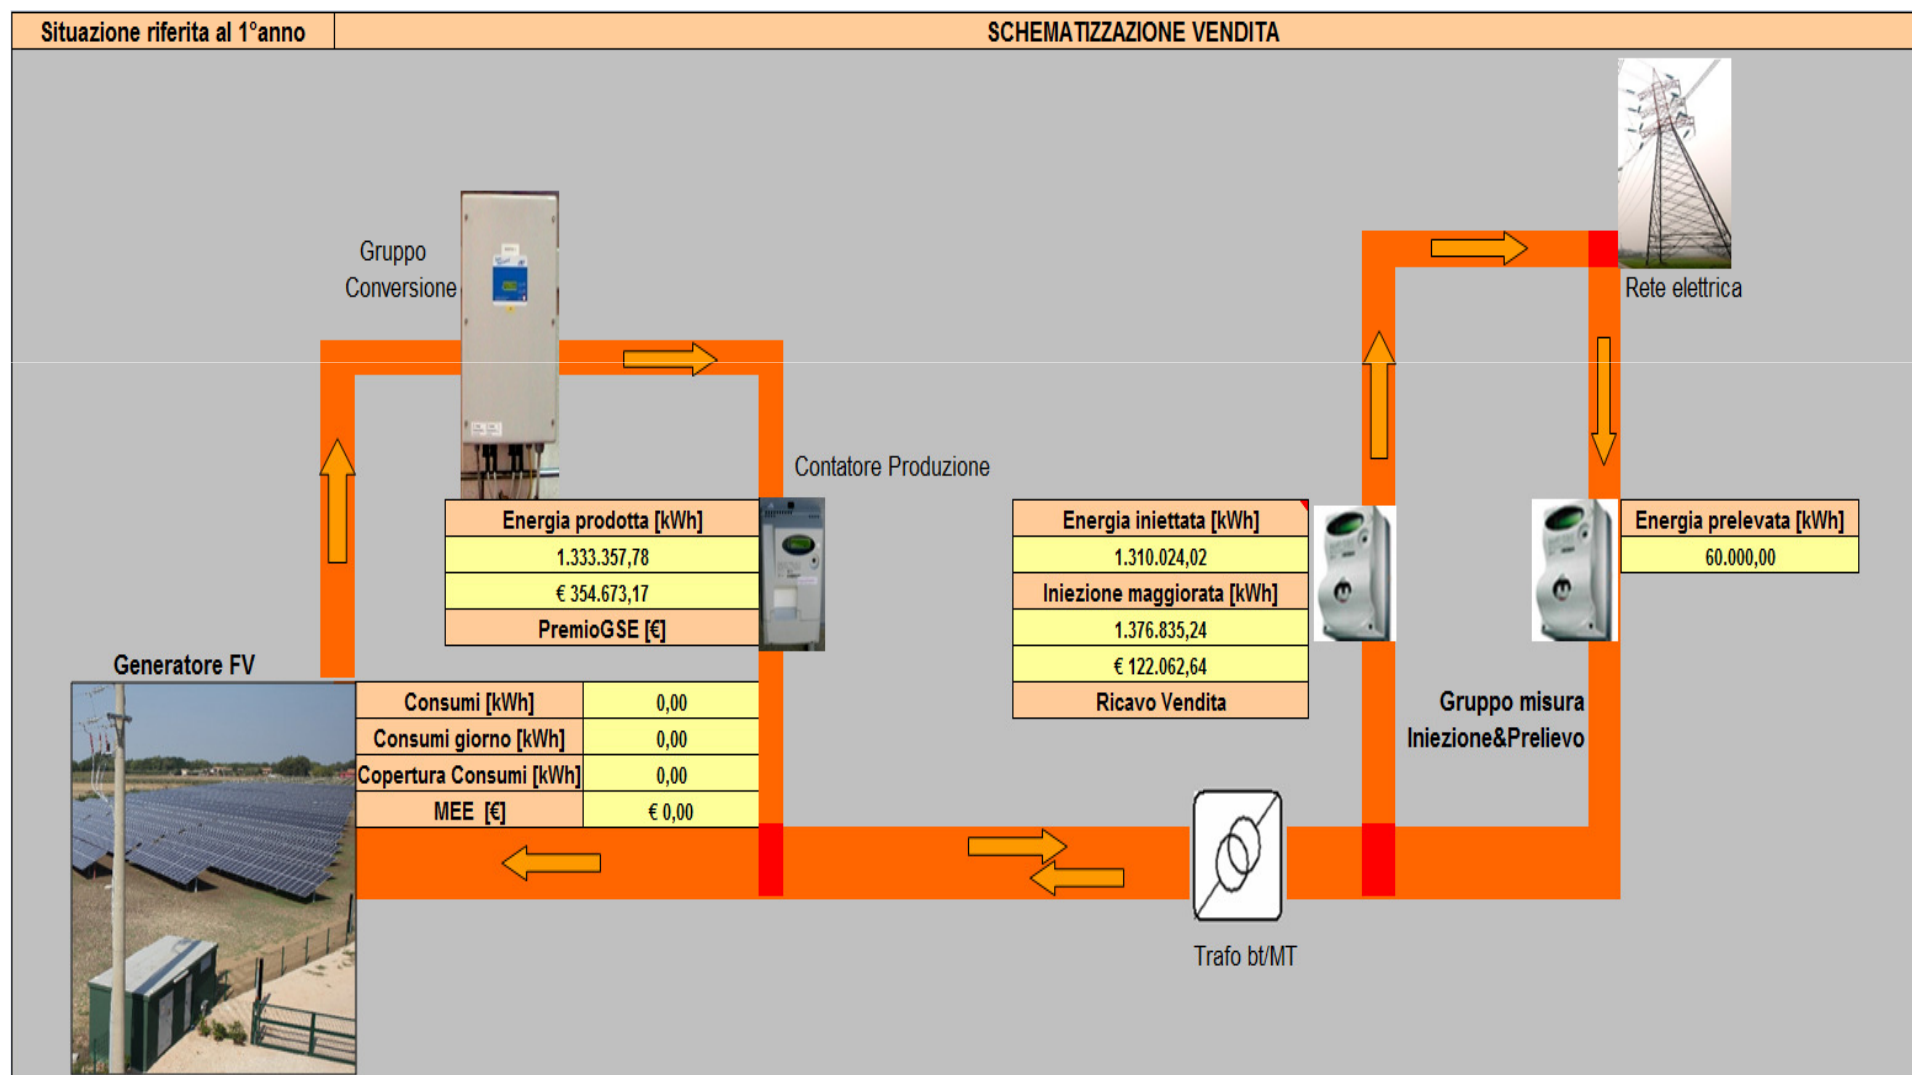 Situazione riferita al 1°anno
SCHEMATIZZAZIONE VENDITA
Gruppo
Conversione
Rete elettrica
Contatore Produzione
Energia prodotta [kWh]
1.333.357,78
€ 354.673,17
PremioGSE [€]
Energia iniettata [kWh]
1.310.024,02
Iniezione maggiorata [kWh]
1.376.835,24
€ 122.062,64
Ricavo Vendita
Energia prelevata [kWh]
60.000,00
Generatore FV
Consumi [kWh] 0,00
Consumi giorno [kWh] 0,00
Copertura Consumi [kWh] 0,00
MEE [€] € 0,00
Gruppo misura
Iniezione&Prelievo
Trafo bt/MT